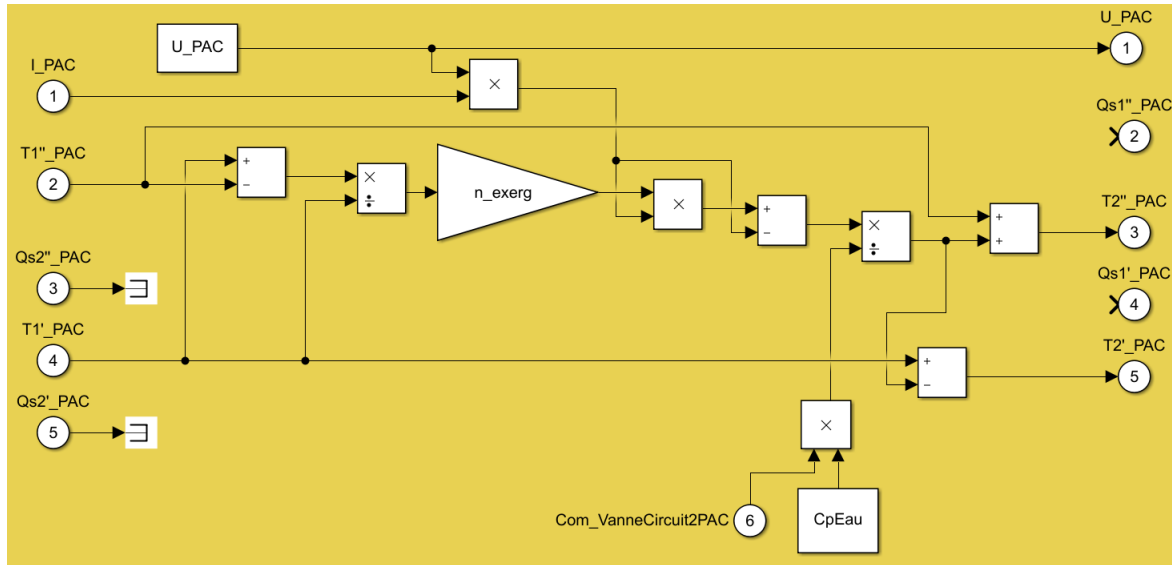 U_PAC
U_PAC
1
I_PAC
1
×
Qs1"_PAC
2
T1"_PAC
2
+
−
×
÷
n_exerg
×
+
−
×
÷
+
+
T2"_PAC
3
Qs2"_PAC
3
Qs1'_PAC
4
T1'_PAC
4
+
−
T2'_PAC
5
Qs2'_PAC
5
×
Com_VanneCircuit2PAC
6
CpEau